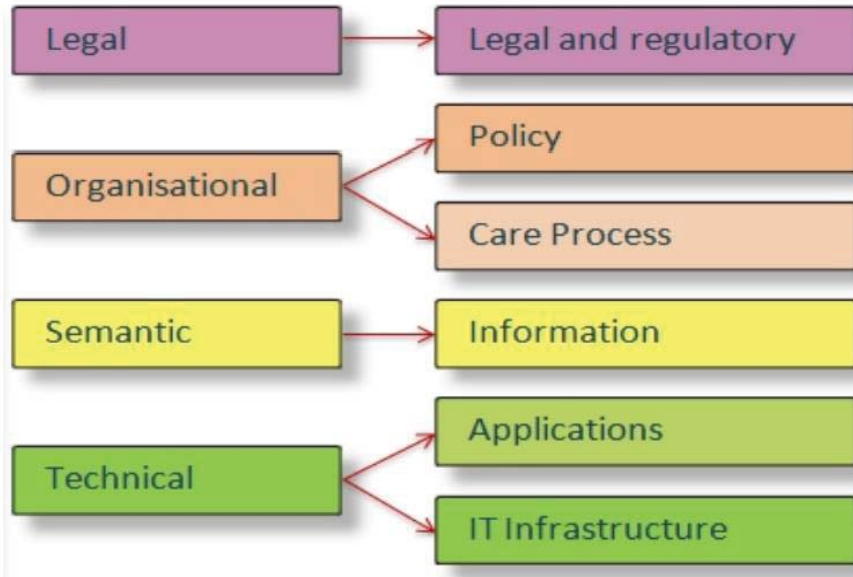 Legal
Legal and regulatory
Organisational
Policy
Care Process
Semantic
Information
Technical
Applications
IT Infrastructure